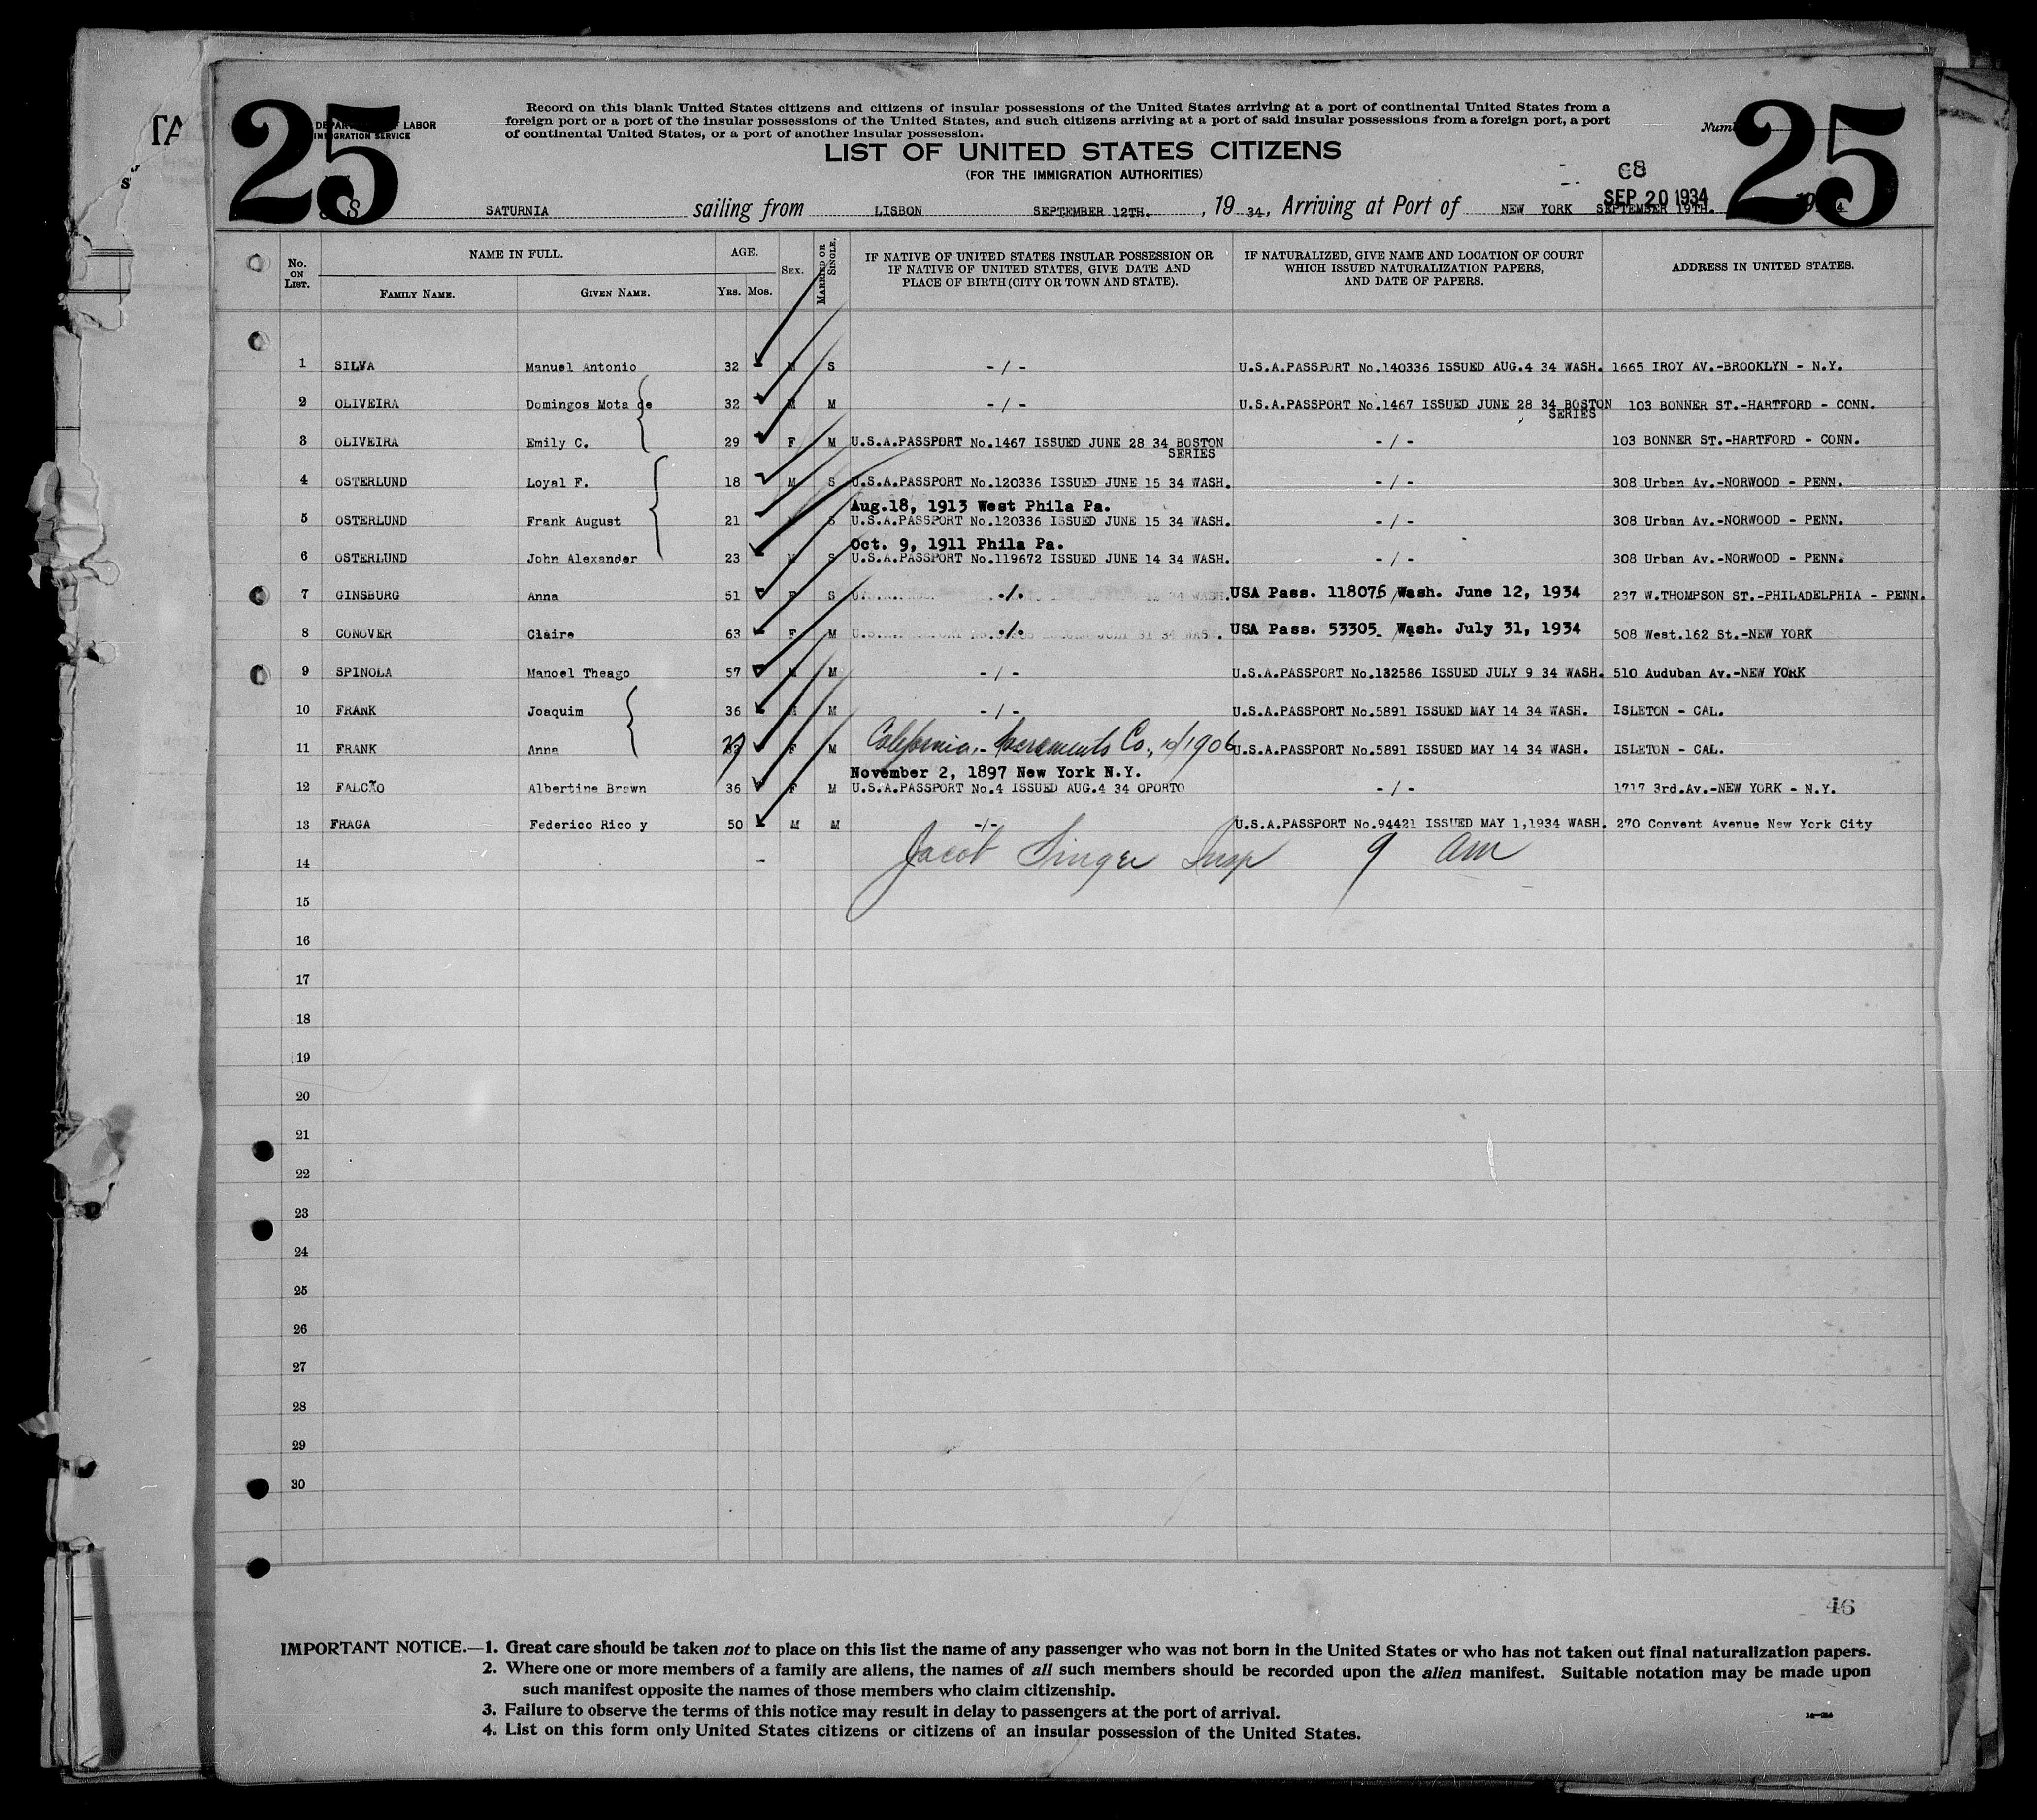 25
DEPARTMENT OF LABOR
IMMIGRATION SERVICE
Record on this blank United States citizens and citizens of insular possessions of the United States arriving at a port of continental United States from a
foreign port or a port of the insular possessions of the United States, and such citizens arriving at a port of said insular possessions from a foreign port, a port
of continental United States, or a port of another insular possession.
25
LIST OF UNITED STATES CITIZENS
(FOR THE IMMIGRATION AUTHORITIES)
C8
SEP 20 1934
S S SATURNIA sailing from LISBON SEPTEMBER 12TH., 19 34, Arriving at Port of NEW YORK SEPTEMBER 19TH.
No. ON LIST. NAME IN FULL. FAMILY NAME. GIVEN NAME. AGE. YRS. MOS. SEX. MARRIED OR SINGLE.
IF NATIVE OF UNITED STATES INSULAR POSSESSION OR
IF NATIVE OF UNITED STATES, GIVE DATE AND
PLACE OF BIRTH (CITY OR TOWN AND STATE).
IF NATURALIZED, GIVE NAME AND LOCATION OF COURT
WHICH ISSUED NATURALIZATION PAPERS,
AND DATE OF PAPERS.
ADDRESS IN UNITED STATES.
1 SILVA Manuel Antonio 32 M S -/- U.S.A.PASSPORT No.140336 ISSUED AUG.4 34 WASH. 1665 IROY AV.-BROOKLYN - N.Y.
2 OLIVEIRA Domingos Mota de 32 M M -/- U.S.A.PASSPORT No.1467 ISSUED JUNE 28 34 BOSTON 103 BONNER ST.-HARTFORD - CONN.
SERIES
3 OLIVEIRA Emily C. 29 F M U.S.A.PASSPORT No.1467 ISSUED JUNE 28 34 BOSTON -/- 103 BONNER ST.-HARTFORD - CONN.
SERIES
4 OSTERLUND Loyal F. 18 M S U.S.A.PASSPORT No.120336 ISSUED JUNE 15 34 WASH. -/- 308 Urban Av.-NORWOOD - PENN.
Aug.18, 1913 West Phila Pa.
5 OSTERLUND Frank August 21 S U.S.A.PASSPORT No.120336 ISSUED JUNE 15 34 WASH. -/- 308 Urban Av.-NORWOOD - PENN.
Oct. 9, 1911 Phila Pa.
6 OSTERLUND John Alexander 23 M S U.S.A.PASSPORT No.119672 ISSUED JUNE 14 34 WASH. -/- 308 Urban Av.-NORWOOD - PENN.
7 GINSBURG Anna 51 F S ./. USA Pass. 118076 Wash. June 12, 1934 237 W.THOMPSON ST.-PHILADELPHIA - PENN.
8 CONOVER Claire 63 F M ./. USA Pass. 53305 Wash. July 31, 1934 508 West.162 St.-NEW YORK
9 SPINOLA Manoel Theago 57 M M -/- U.S.A.PASSPORT No.132586 ISSUED JULY 9 34 WASH. 510 Auduban Av.-NEW YORK
10 FRANK Joaquim 36 M M -/- U.S.A.PASSPORT No.5891 ISSUED MAY 14 34 WASH. ISLETON - CAL.
11 FRANK Anna F M California, - Sacramento Co., 10/1906 U.S.A.PASSPORT No.5891 ISSUED MAY 14 34 WASH. ISLETON - CAL.
November 2, 1897 New York N.Y.
12 FALCÃO Albertine Brown 36 F M U.S.A.PASSPORT No.4 ISSUED AUG.4 34 OPORTO -/- 1717 3rd.Av.-NEW YORK - N.Y.
13 FRAGA Federico Rico y 50 M M -/- U.S.A.PASSPORT No.94421 ISSUED MAY 1,1934 WASH. 270 Convent Avenue New York City
14 - Jacob Singer Insp 9 am
15
16
17
18
19
20
21
22
23
24
25
26
27
28
29
30
46
IMPORTANT NOTICE.—1. Great care should be taken not to place on this list the name of any passenger who was not born in the United States or who has not taken out final naturalization papers.
2. Where one or more members of a family are aliens, the names of all such members should be recorded upon the alien manifest. Suitable notation may be made upon
such manifest opposite the names of those members who claim citizenship.
3. Failure to observe the terms of this notice may result in delay to passengers at the port of arrival.
4. List on this form only United States citizens or citizens of an insular possession of the United States.